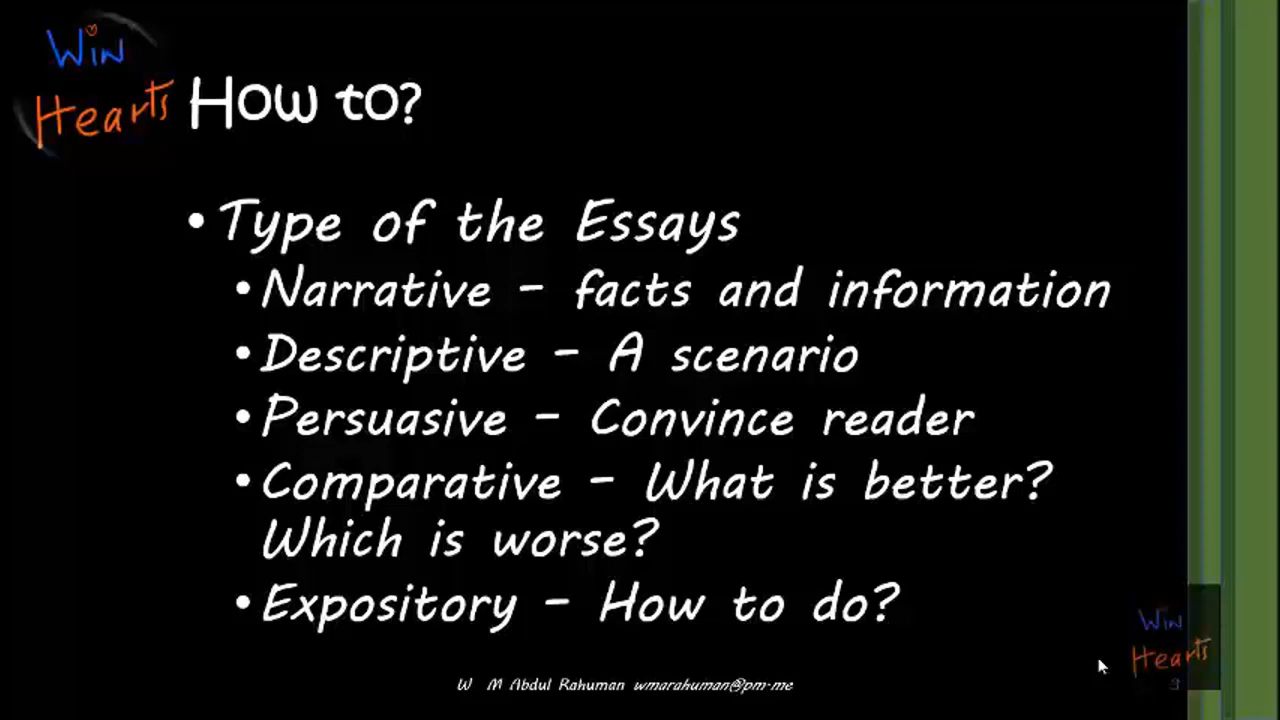 Win
Hearts
How to?
• Type of the Essays
• Narrative – facts and information
• Descriptive – A scenario
• Persuasive – Convince reader
• Comparative – What is better?
Which is worse?
• Expository – How to do?
W M Abdul Rahuman wmarahuman@pm.me
Win
Hearts